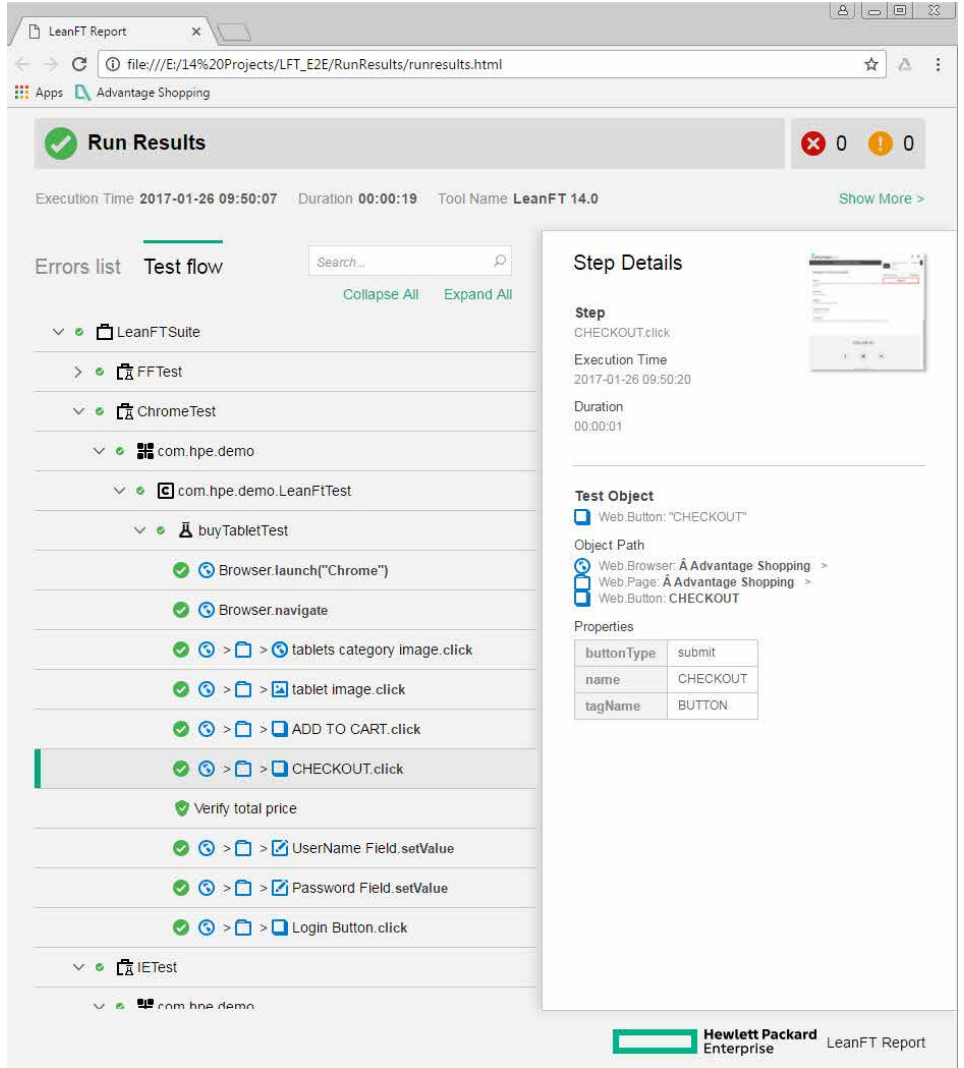 LeanFT Report
file:///E:/14%20Projects/LFT_E2E/RunResults/runresults.html
Apps Advantage Shopping
Run Results
0 0
Execution Time 2017-01-26 09:50:07 Duration 00:00:19 Tool Name LeanFT 14.0 Show More >
Errors list Test flow
Search...
Collapse All Expand All
LeanFTSuite
FFTest
ChromeTest
com.hpe.demo
com.hpe.demo.LeanFtTest
buyTabletTest
Browser.launch("Chrome")
Browser.navigate
> > tablets category image.click
> > tablet image.click
> > ADD TO CART.click
> > CHECKOUT.click
Verify total price
> > UserName Field.setValue
> > Password Field.setValue
> > Login Button.click
IETest
com.hpe.demo
Step Details
Step
CHECKOUT.click
Execution Time
2017-01-26 09:50:20
Duration
00:00:01
Test Object
Web.Button: "CHECKOUT"
Object Path
Web.Browser: Â Advantage Shopping >
Web.Page: Â Advantage Shopping >
Web.Button: CHECKOUT
Properties
buttonType submit
name CHECKOUT
tagName BUTTON
Hewlett Packard
Enterprise
LeanFT Report